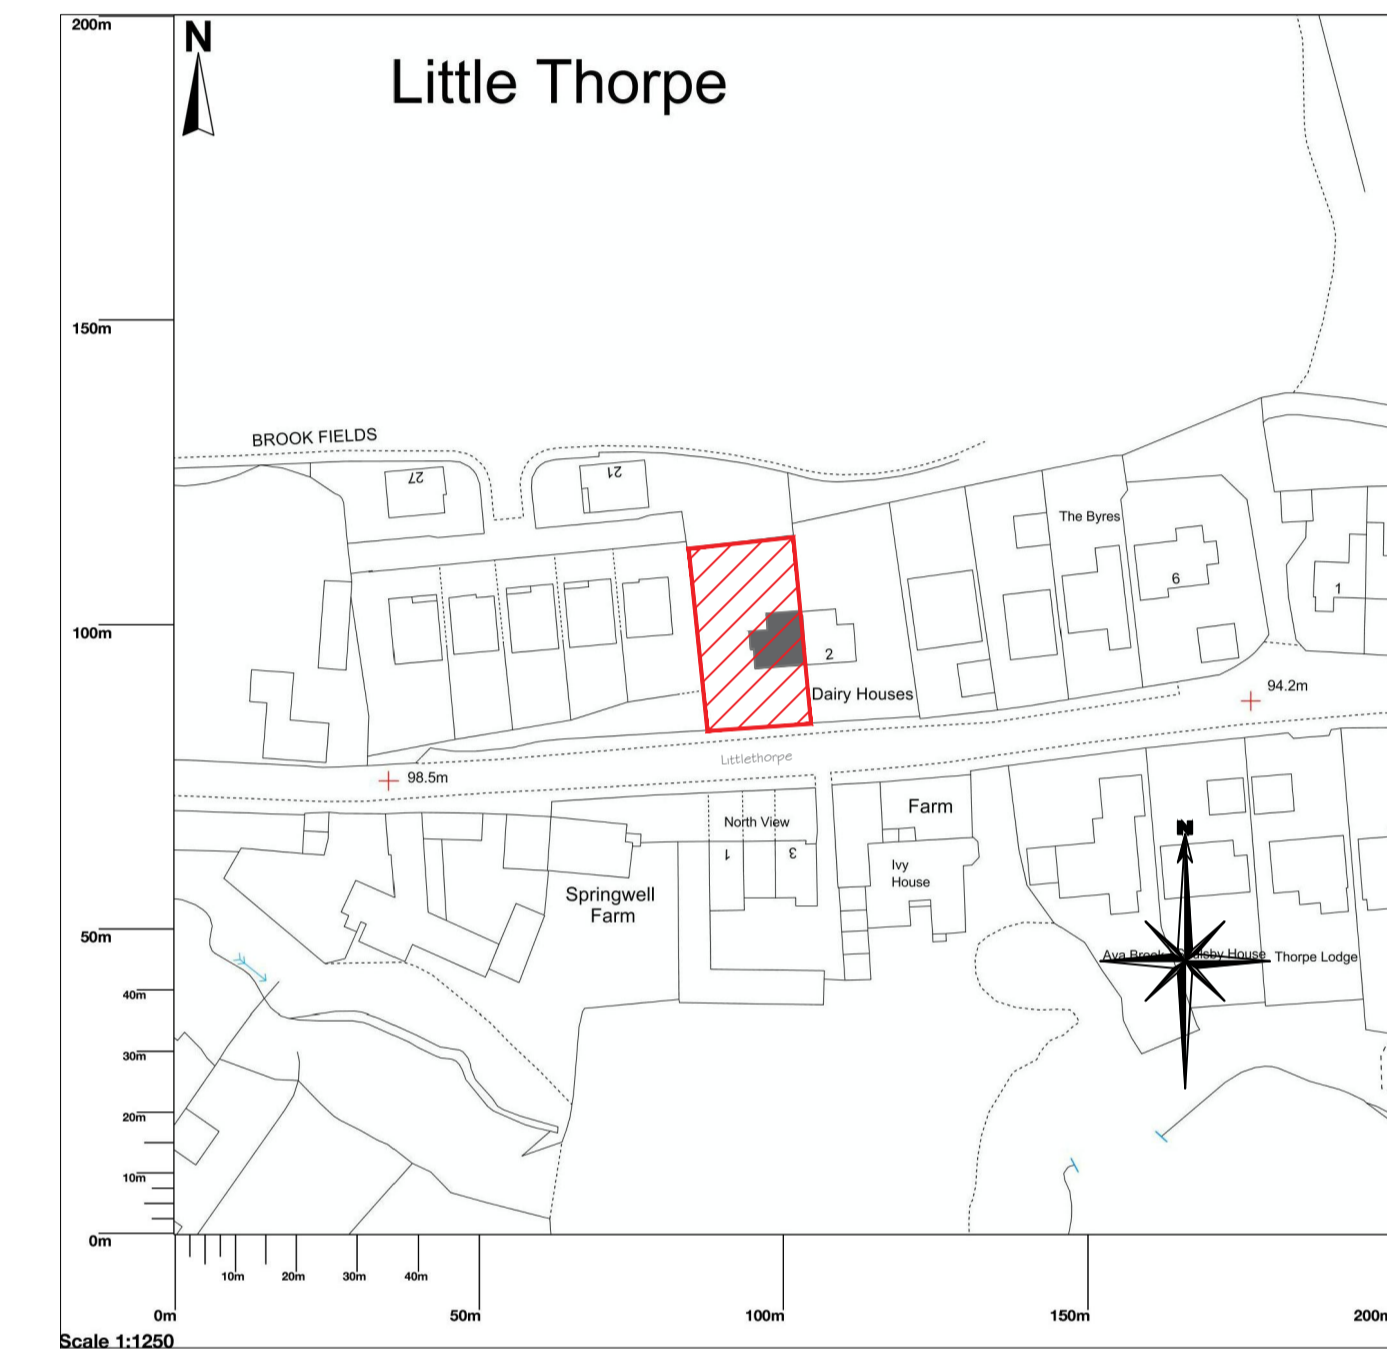 200m
N
Little Thorpe
150m
BROOK FIELDS
27
21
The Byres
6
1
100m
2
Dairy Houses
94.2m
Littlethorpe
98.5m
Farm
North View
1
3
Ivy
House
Springwell
Farm
N
50m
Thorpe Lodge
40m
30m
20m
10m
0m
10m
20m
30m
40m
0m
50m
100m
150m
200m
Scale 1:1250